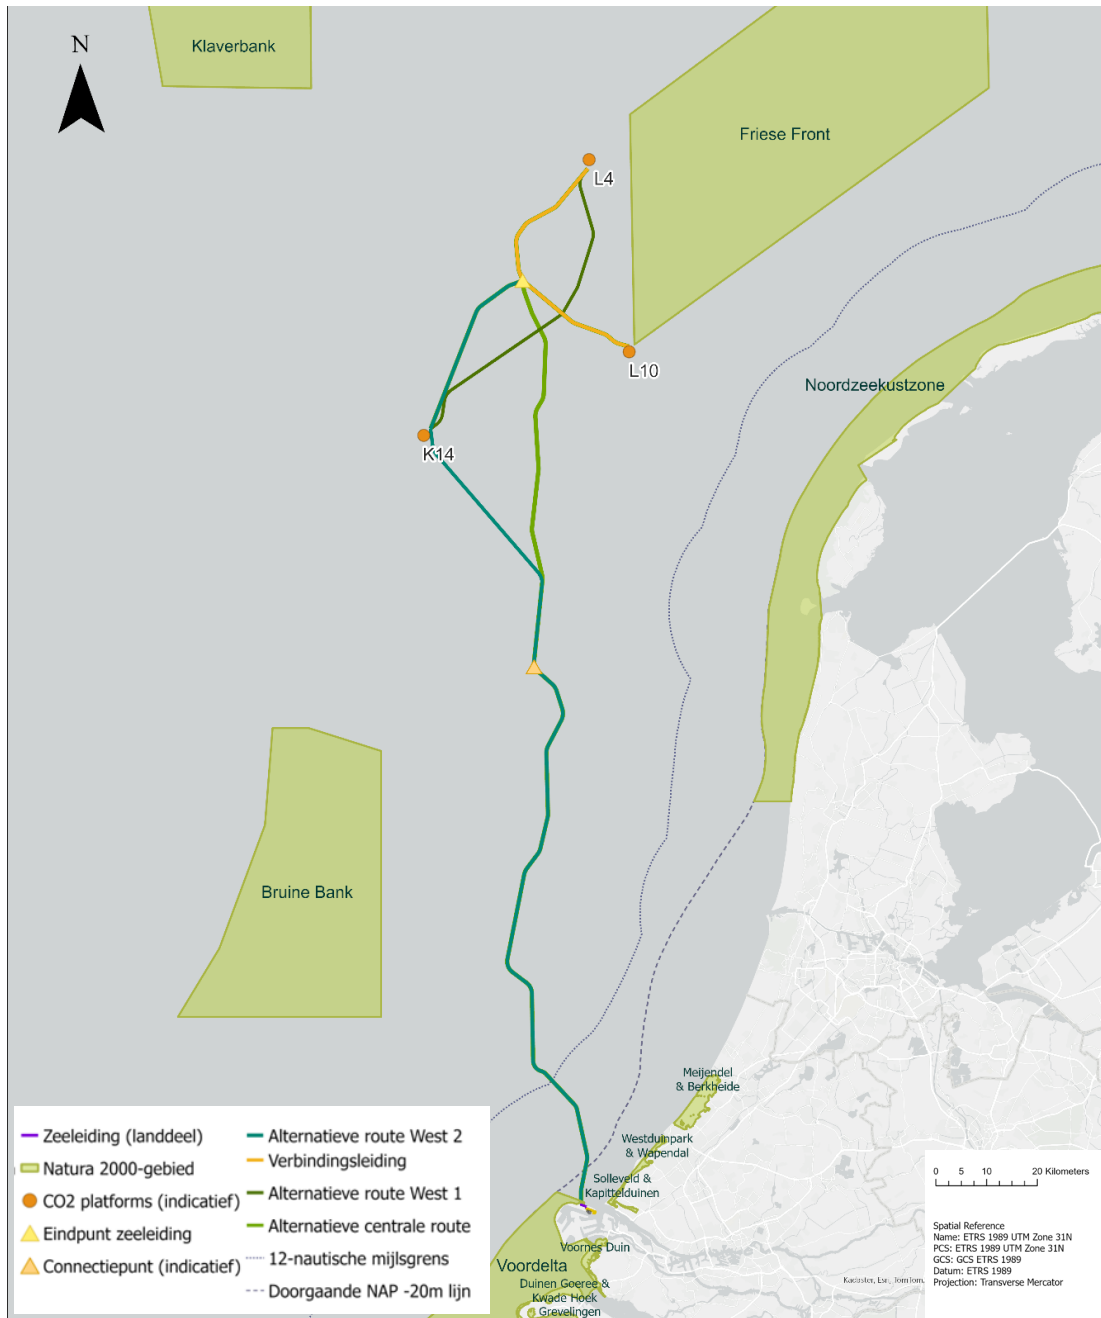 Klaverbank
N
Friese Front
L4
L10
Noordzeekustzone
K14
Bruine Bank
Meijendel
& Berkheide
Westduinpark
& Wapendal
Solleveld &
Kapittelduinen
Voornes Duin
Voordelta
Duinen Goeree &
Kwade Hoek
Grevelingen
Zeeleiding (landdeel)
Natura 2000-gebied
CO2 platforms (indicatief)
Eindpunt zeeleiding
Connectiepunt (indicatief)
Alternatieve route West 2
Verbindingsleiding
Alternatieve route West 1
Alternatieve centrale route
12-nautische mijlsgrens
Doorgaande NAP -20m lijn
0 5 10 20 Kilometers
Spatial Reference
Name: ETRS 1989 UTM Zone 31N
PCS: ETRS 1989 UTM Zone 31N
GCS: GCS ETRS 1989
Datum: ETRS 1989
Projection: Transverse Mercator
Kadaster, Esri, TomTom,